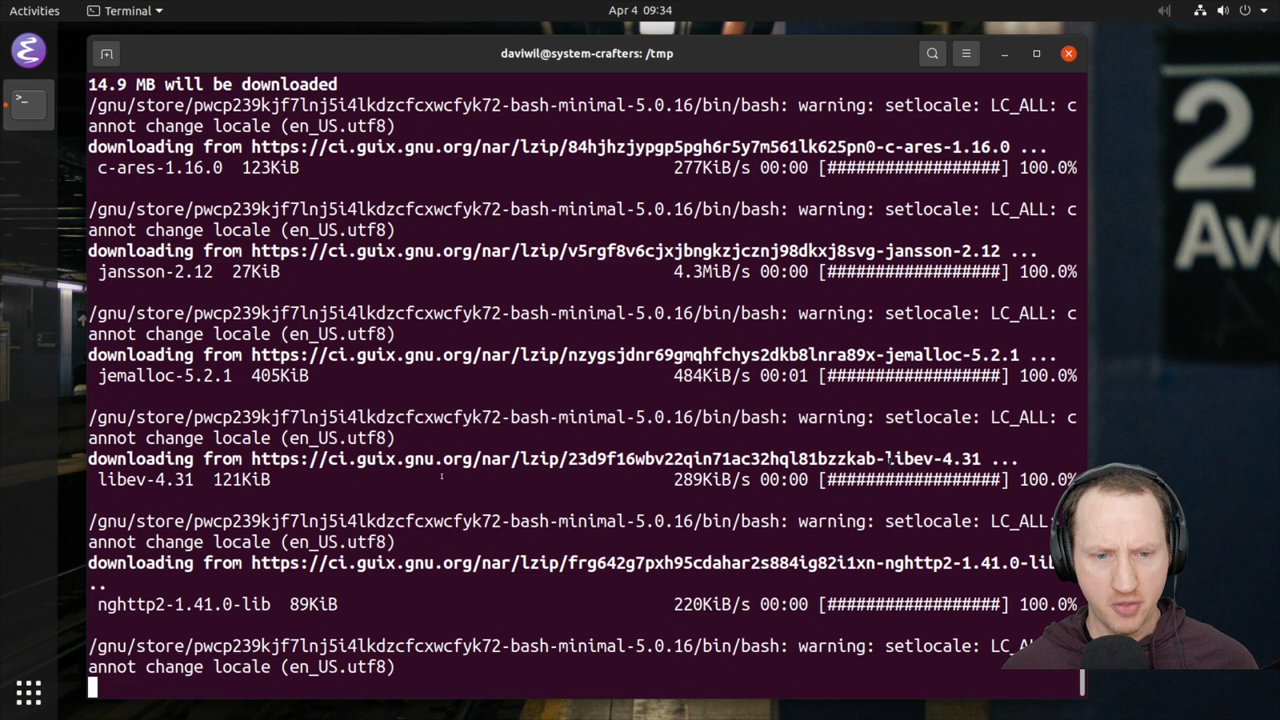 Activities
Terminal
Apr 4 09:34
daviwil@system-crafters: /tmp
14.9 MB will be downloaded
/gnu/store/pwcp239kjf7lnj5i4lkdzcfcxwcfyk72-bash-minimal-5.0.16/bin/bash: warning: setlocale: LC_ALL: c
annot change locale (en_US.utf8)
downloading from https://ci.guix.gnu.org/nar/lzip/84hjhzjypgp5pgh6r5y7m561lk625pn0-c-ares-1.16.0 ...
c-ares-1.16.0 123KiB 277KiB/s 00:00 [##################] 100.0%
/gnu/store/pwcp239kjf7lnj5i4lkdzcfcxwcfyk72-bash-minimal-5.0.16/bin/bash: warning: setlocale: LC_ALL: c
annot change locale (en_US.utf8)
downloading from https://ci.guix.gnu.org/nar/lzip/v5rgf8v6cjxjbngkzjcznj98dkxj8svg-jansson-2.12 ...
jansson-2.12 27KiB 4.3MiB/s 00:00 [##################] 100.0%
/gnu/store/pwcp239kjf7lnj5i4lkdzcfcxwcfyk72-bash-minimal-5.0.16/bin/bash: warning: setlocale: LC_ALL: c
annot change locale (en_US.utf8)
downloading from https://ci.guix.gnu.org/nar/lzip/nzygsjdnr69gmqhfchys2dkb8lnra89x-jemalloc-5.2.1 ...
jemalloc-5.2.1 405KiB 484KiB/s 00:01 [##################] 100.0%
/gnu/store/pwcp239kjf7lnj5i4lkdzcfcxwcfyk72-bash-minimal-5.0.16/bin/bash: warning: setlocale: LC_ALL: c
annot change locale (en_US.utf8)
downloading from https://ci.guix.gnu.org/nar/lzip/23d9f16wbv22qin71ac32hql81bzzkab-libev-4.31 ...
libev-4.31 121KiB 289KiB/s 00:00 [##################] 100.0%
/gnu/store/pwcp239kjf7lnj5i4lkdzcfcxwcfyk72-bash-minimal-5.0.16/bin/bash: warning: setlocale: LC_ALL:
annot change locale (en_US.utf8)
downloading from https://ci.guix.gnu.org/nar/lzip/frg642g7pxh95cdahar2s884ig82i1xn-nghttp2-1.41.0-lib
..
nghttp2-1.41.0-lib 89KiB 220KiB/s 00:00 [##################] 100.0%
/gnu/store/pwcp239kjf7lnj5i4lkdzcfcxwcfyk72-bash-minimal-5.0.16/bin/bash: warning: setlocale:
annot change locale (en_US.utf8)
2
Av